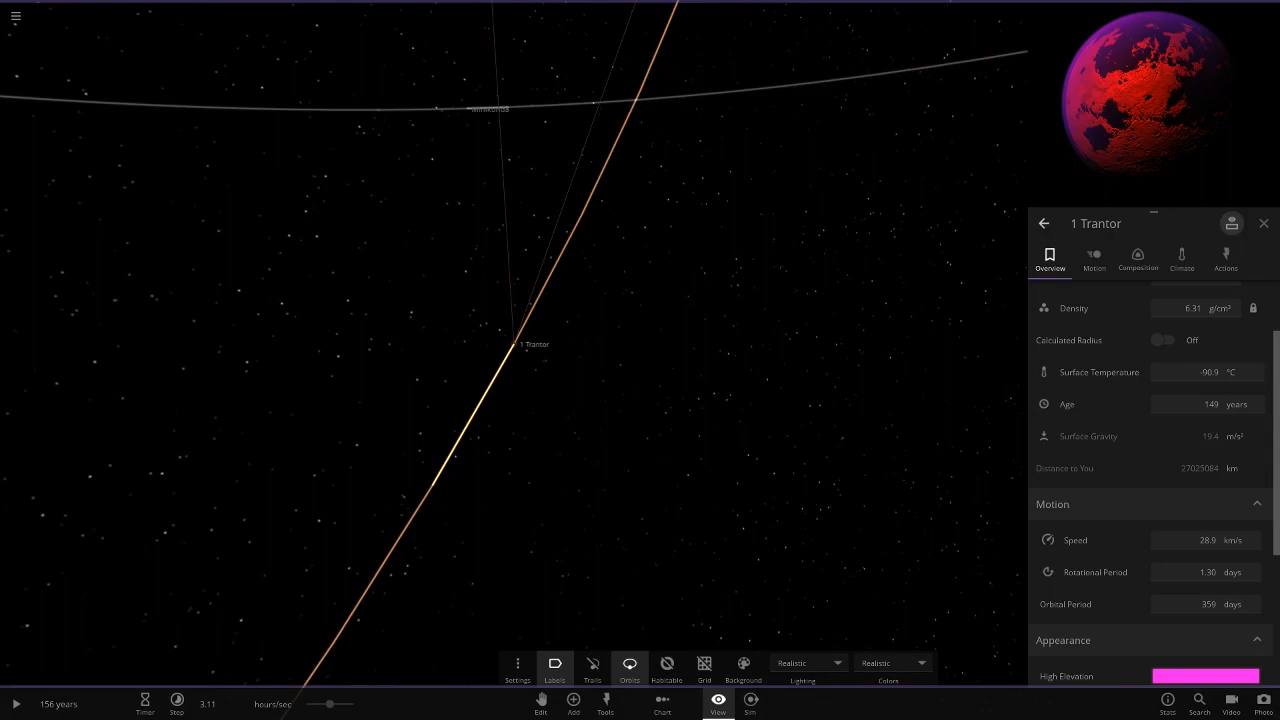 1 Trantor
1 Trantor
Overview
Motion
Composition
Climate
Actions
Density 6.31 g/cm³
Calculated Radius Off
Surface Temperature -90.9 °C
Age 149 years
Surface Gravity 19.4 m/s²
Distance to You 27025084 km
Motion
Speed 28.9 km/s
Rotational Period 1.30 days
Orbital Period 359 days
Appearance
High Elevation
Settings
Labels
Trails
Orbits
Habitable
Grid
Background
Realistic
Lighting
Realistic
Colors
156 years
Timer
Step
3.11 hours/sec
Edit
Add
Tools
Chart
View
Sim
Stats
Search
Video
Photo